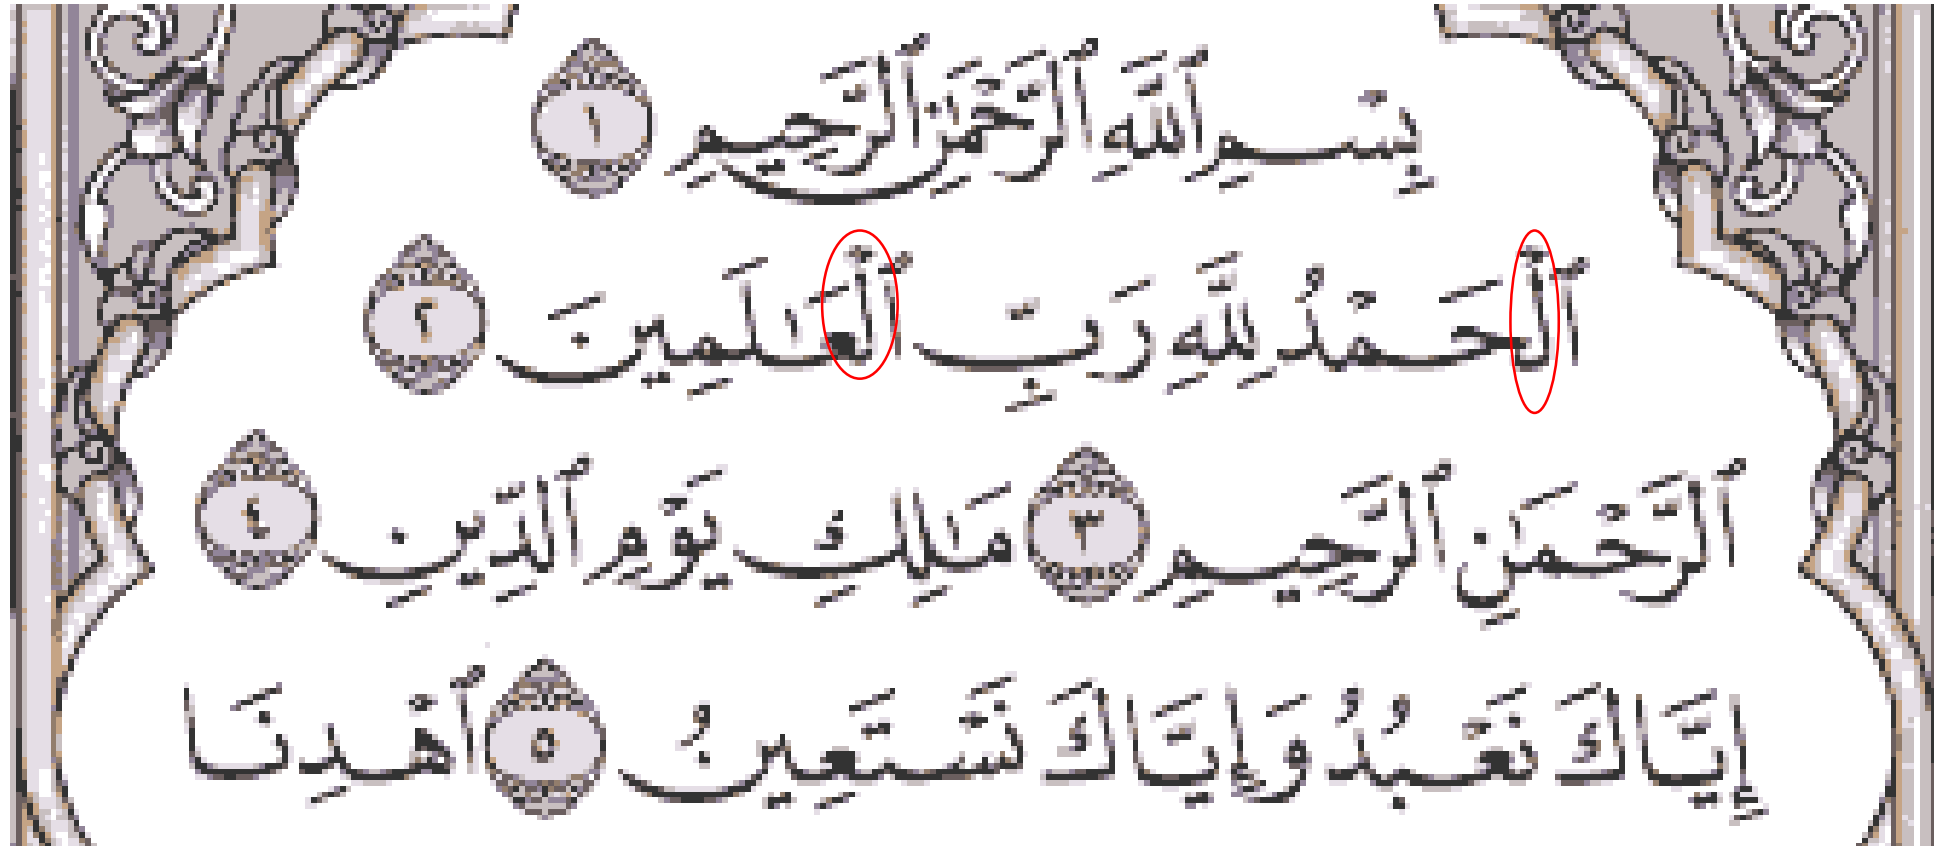 بِسْمِ ٱللَّهِ ٱلرَّحْمَٰنِ ٱلرَّحِيمِ ١
ٱلْحَمْدُ لِلَّهِ رَبِّ ٱلْعَٰلَمِينَ ٢
ٱلرَّحْمَٰنِ ٱلرَّحِيمِ ٣ مَٰلِكِ يَوْمِ ٱلدِّينِ ٤
إِيَّاكَ نَعْبُدُ وَإِيَّاكَ نَسْتَعِينُ ٥ ٱهْدِنَا